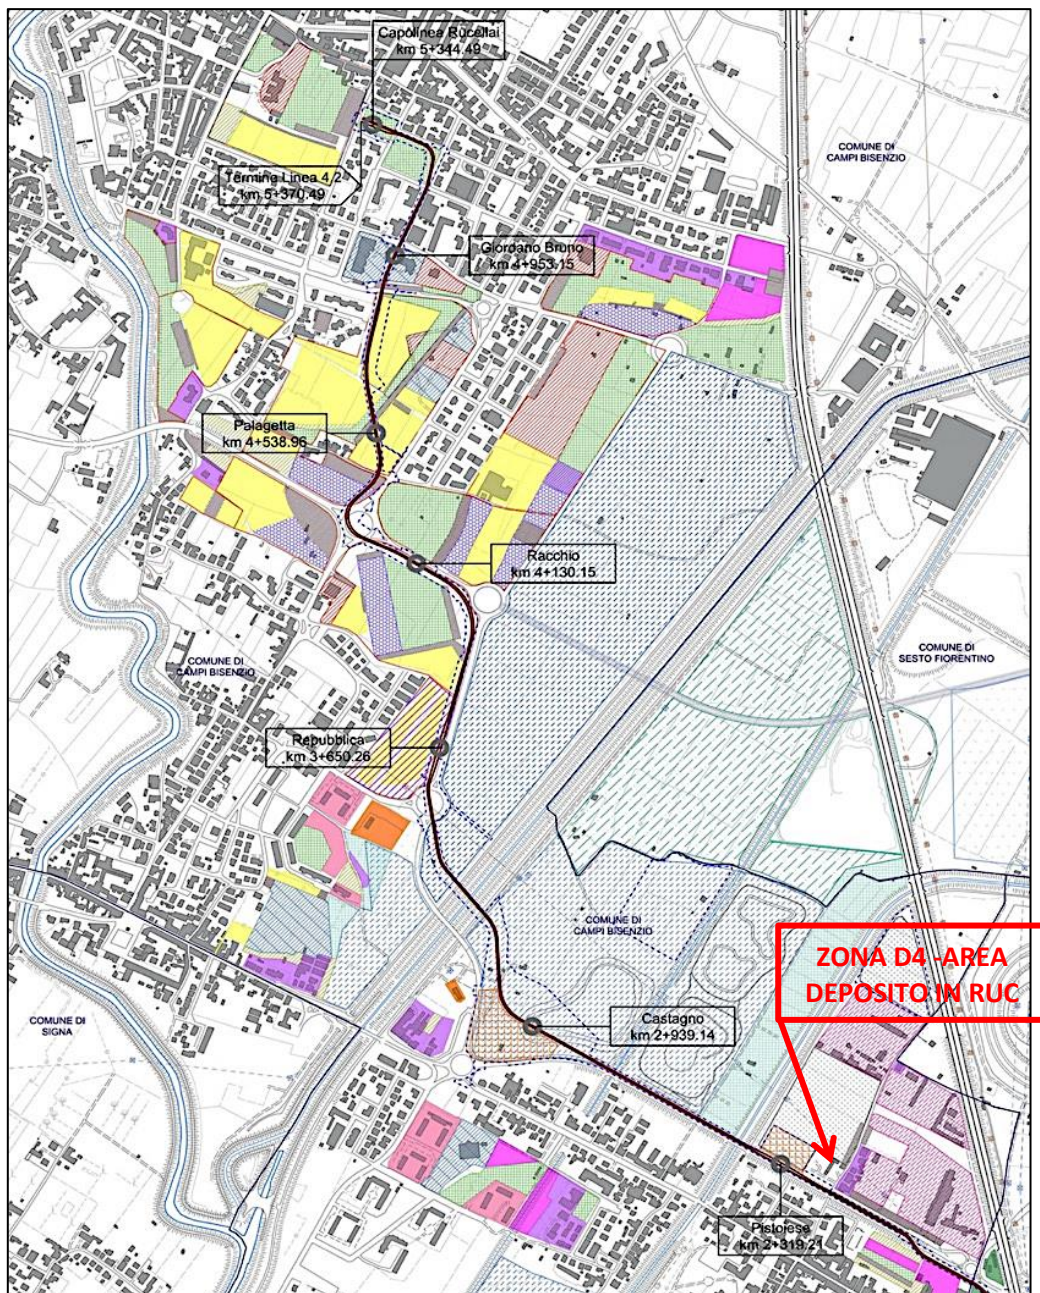 Capolinea Rucellai
km 5+344.49
COMUNE DI
CAMPI BISENZIO
Termine Linea 4.2
km 5+370.49
Giordano Bruno
km 4+953.15
Palagetta
km 4+538.96
Racchio
km 4+130.15
COMUNE DI
CAMPI BISENZIO
COMUNE DI
SESTO FIORENTINO
Repubblica
km 3+650.26
COMUNE DI
CAMPI BISENZIO
ZONA D4 -AREA
DEPOSITO IN RUC
COMUNE DI
SIGNA
Castagno
km 2+939.14
Pistoiese
km 2+319.21